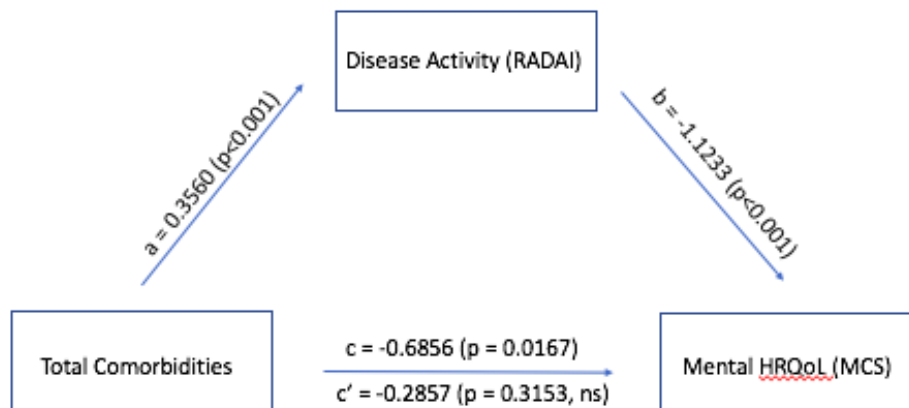 Disease Activity (RADAI)
a = 0.3560 (p<0.001)
b = -1.1233 (p<0.001)
Total Comorbidities
c = -0.6856 (p = 0.0167)
c’ = -0.2857 (p = 0.3153, ns)
Mental HRQoL (MCS)